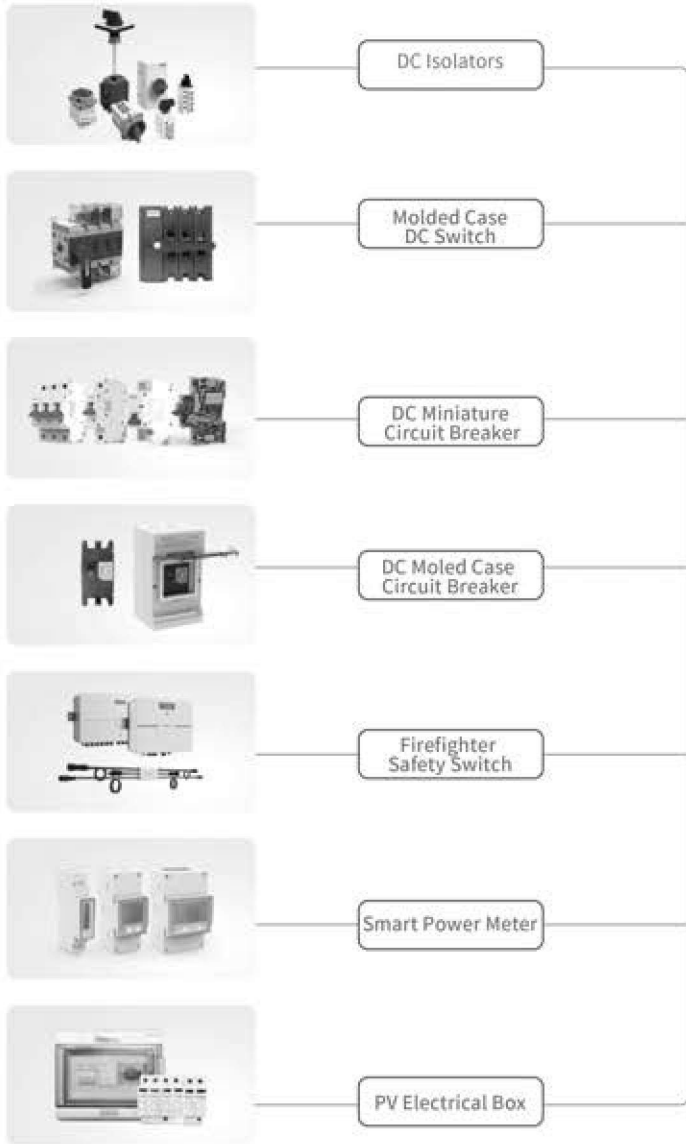 DC Isolators
Molded Case
DC Switch
DC Miniature
Circuit Breaker
DC Moled Case
Circuit Breaker
Firefighter
Safety Switch
Smart Power Meter
PV Electrical Box